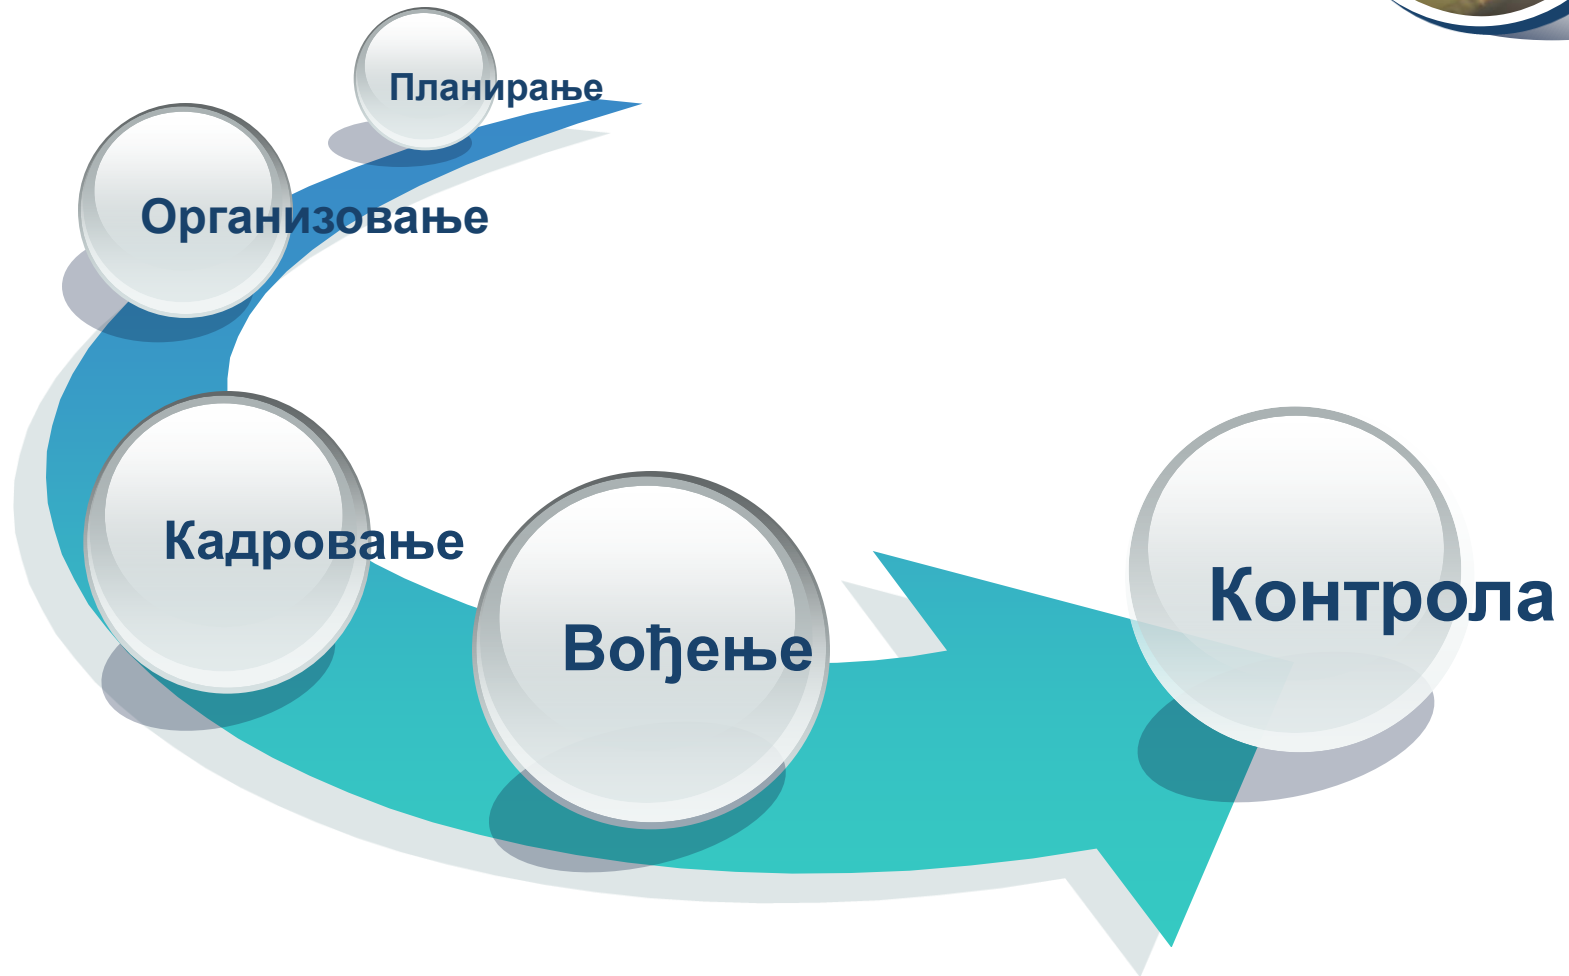 Планирање
Организовање
Кадровање
Вођење
Контрола